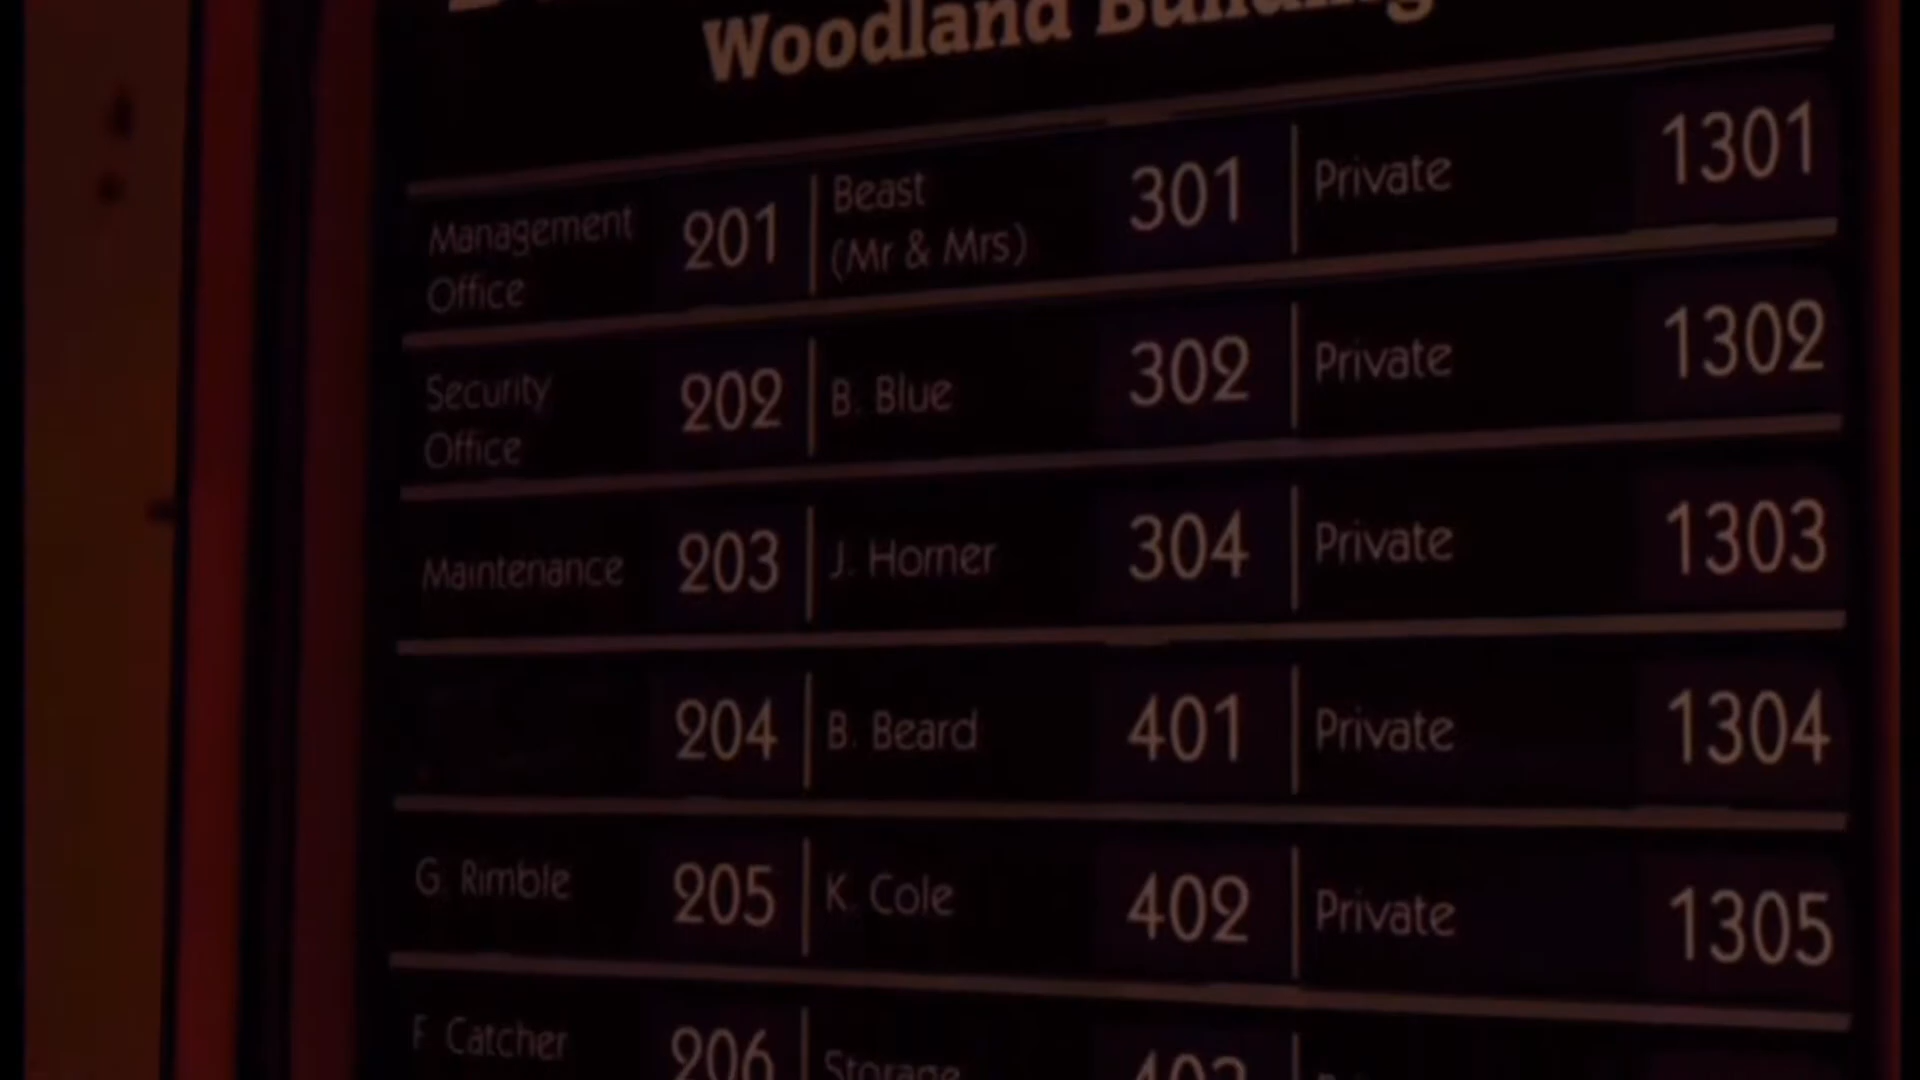 Woodland Building
Management
Office
201
Beast
(Mr & Mrs)
301
Private
1301
Security
Office
202
B. Blue
302
Private
1302
Maintenance
203
J. Horner
304
Private
1303
204
B. Beard
401
Private
1304
G. Rimble
205
K. Cole
402
Private
1305
F Catcher
206
Storage
403